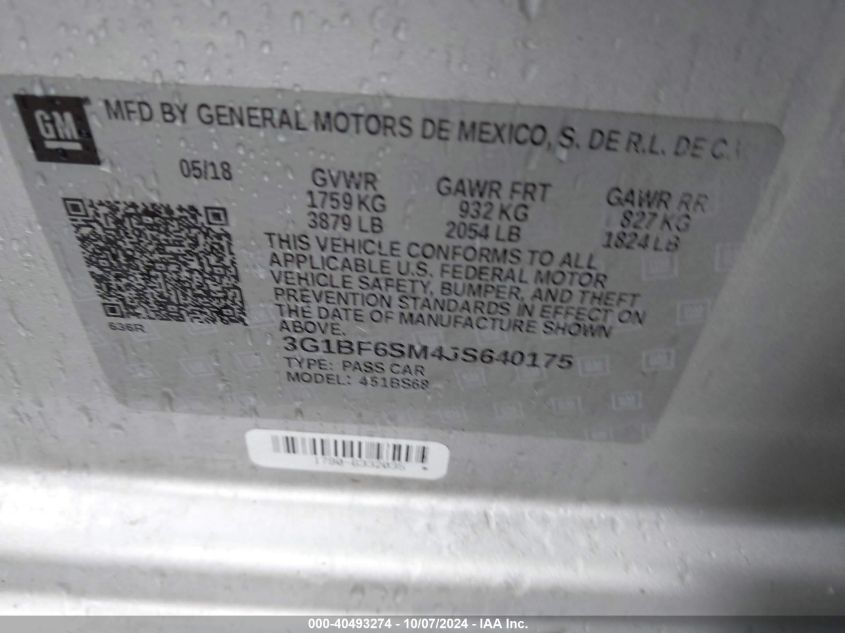 GM
MFD BY GENERAL MOTORS DE MEXICO, S. DE R.L. DE C.V.
05/18
GVWR
1759 KG
3879 LB
GAWR FRT
932 KG
2054 LB
GAWR RR
827 KG
1824 LB
THIS VEHICLE CONFORMS TO ALL
APPLICABLE U.S. FEDERAL MOTOR
VEHICLE SAFETY, BUMPER, AND THEFT
PREVENTION STANDARDS IN EFFECT ON
THE DATE OF MANUFACTURE SHOWN
ABOVE.
636R
3G1BF6SM4JS640175
TYPE: PASS CAR
MODEL: 4S1BS68
000-40493274 - 10/07/2024 - IAA Inc.